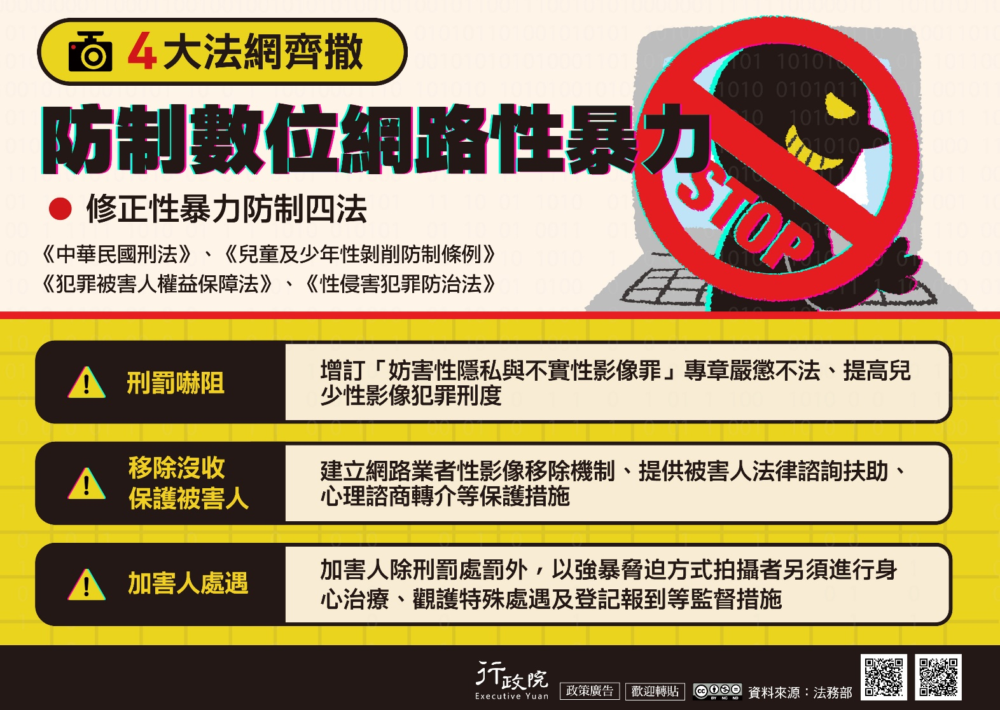 4大法網齊撒
防制數位網路性暴力
STOP
● 修正性暴力防制四法
《中華民國刑法》、《兒童及少年性剝削防制條例》
《犯罪被害人權益保障法》、《性侵害犯罪防治法》
刑罰嚇阻
增訂「妨害性隱私與不實性影像罪」專章嚴懲不法、提高兒
少性影像犯罪刑度
移除沒收
保護被害人
建立網路業者性影像移除機制、提供被害人法律諮詢扶助、
心理諮商轉介等保護措施
加害人處遇
加害人除刑罰處罰外，以強暴脅迫方式拍攝者另須進行身
心治療、觀護特殊處遇及登記報到等監督措施
行政院
Executive Yuan
政策廣告
歡迎轉貼
CC BY NC ND
資料來源：法務部